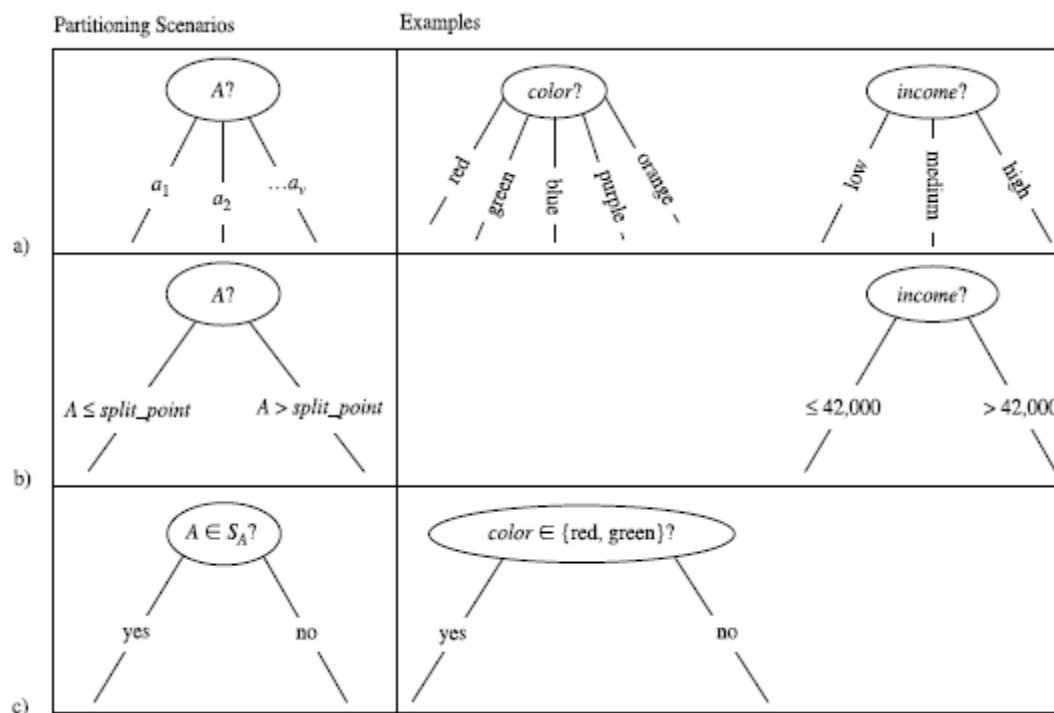 Partitioning Scenarios Examples
A? color? income?
a₁ a₂ …aᵥ red green blue purple orange low medium high
a)
A? income?
A ≤ split_point A > split_point ≤ 42,000 > 42,000
b)
A ∈ S_A? color ∈ {red, green}?
yes no yes no
c)